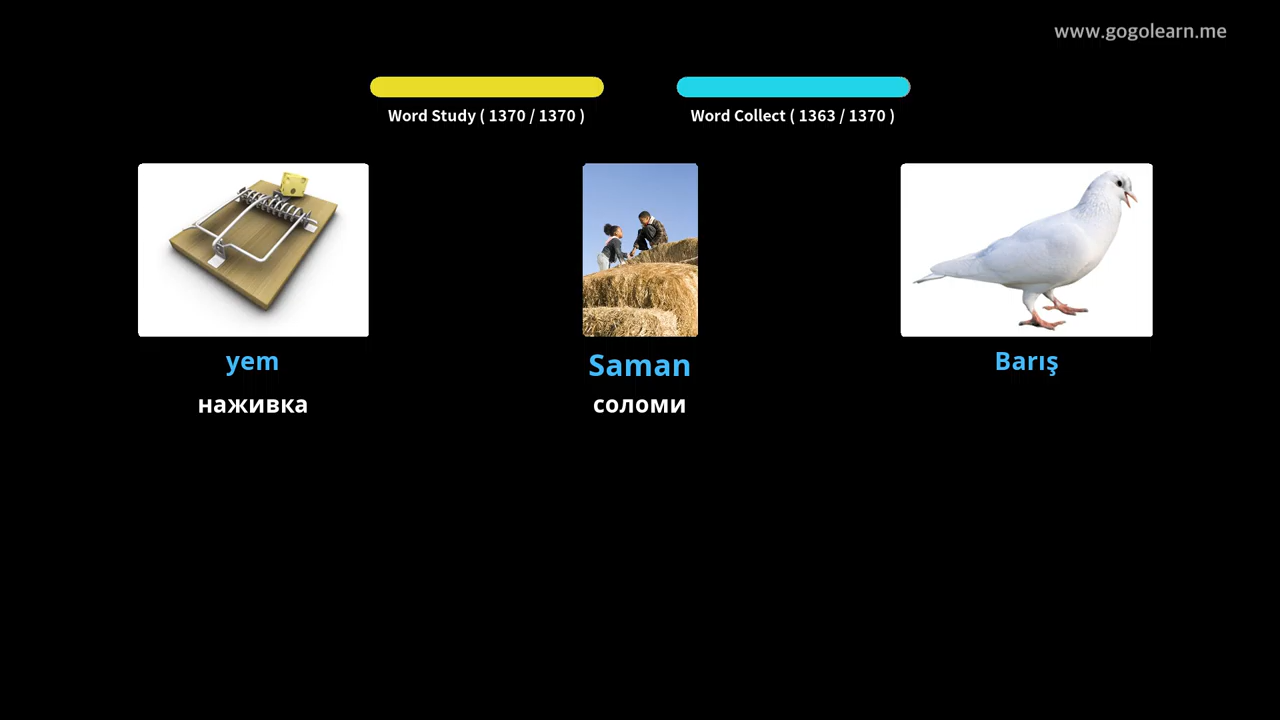 www.gogolearn.me
Word Study ( 1370 / 1370 )
Word Collect ( 1363 / 1370 )
yem
наживка
Saman
соломи
Barış